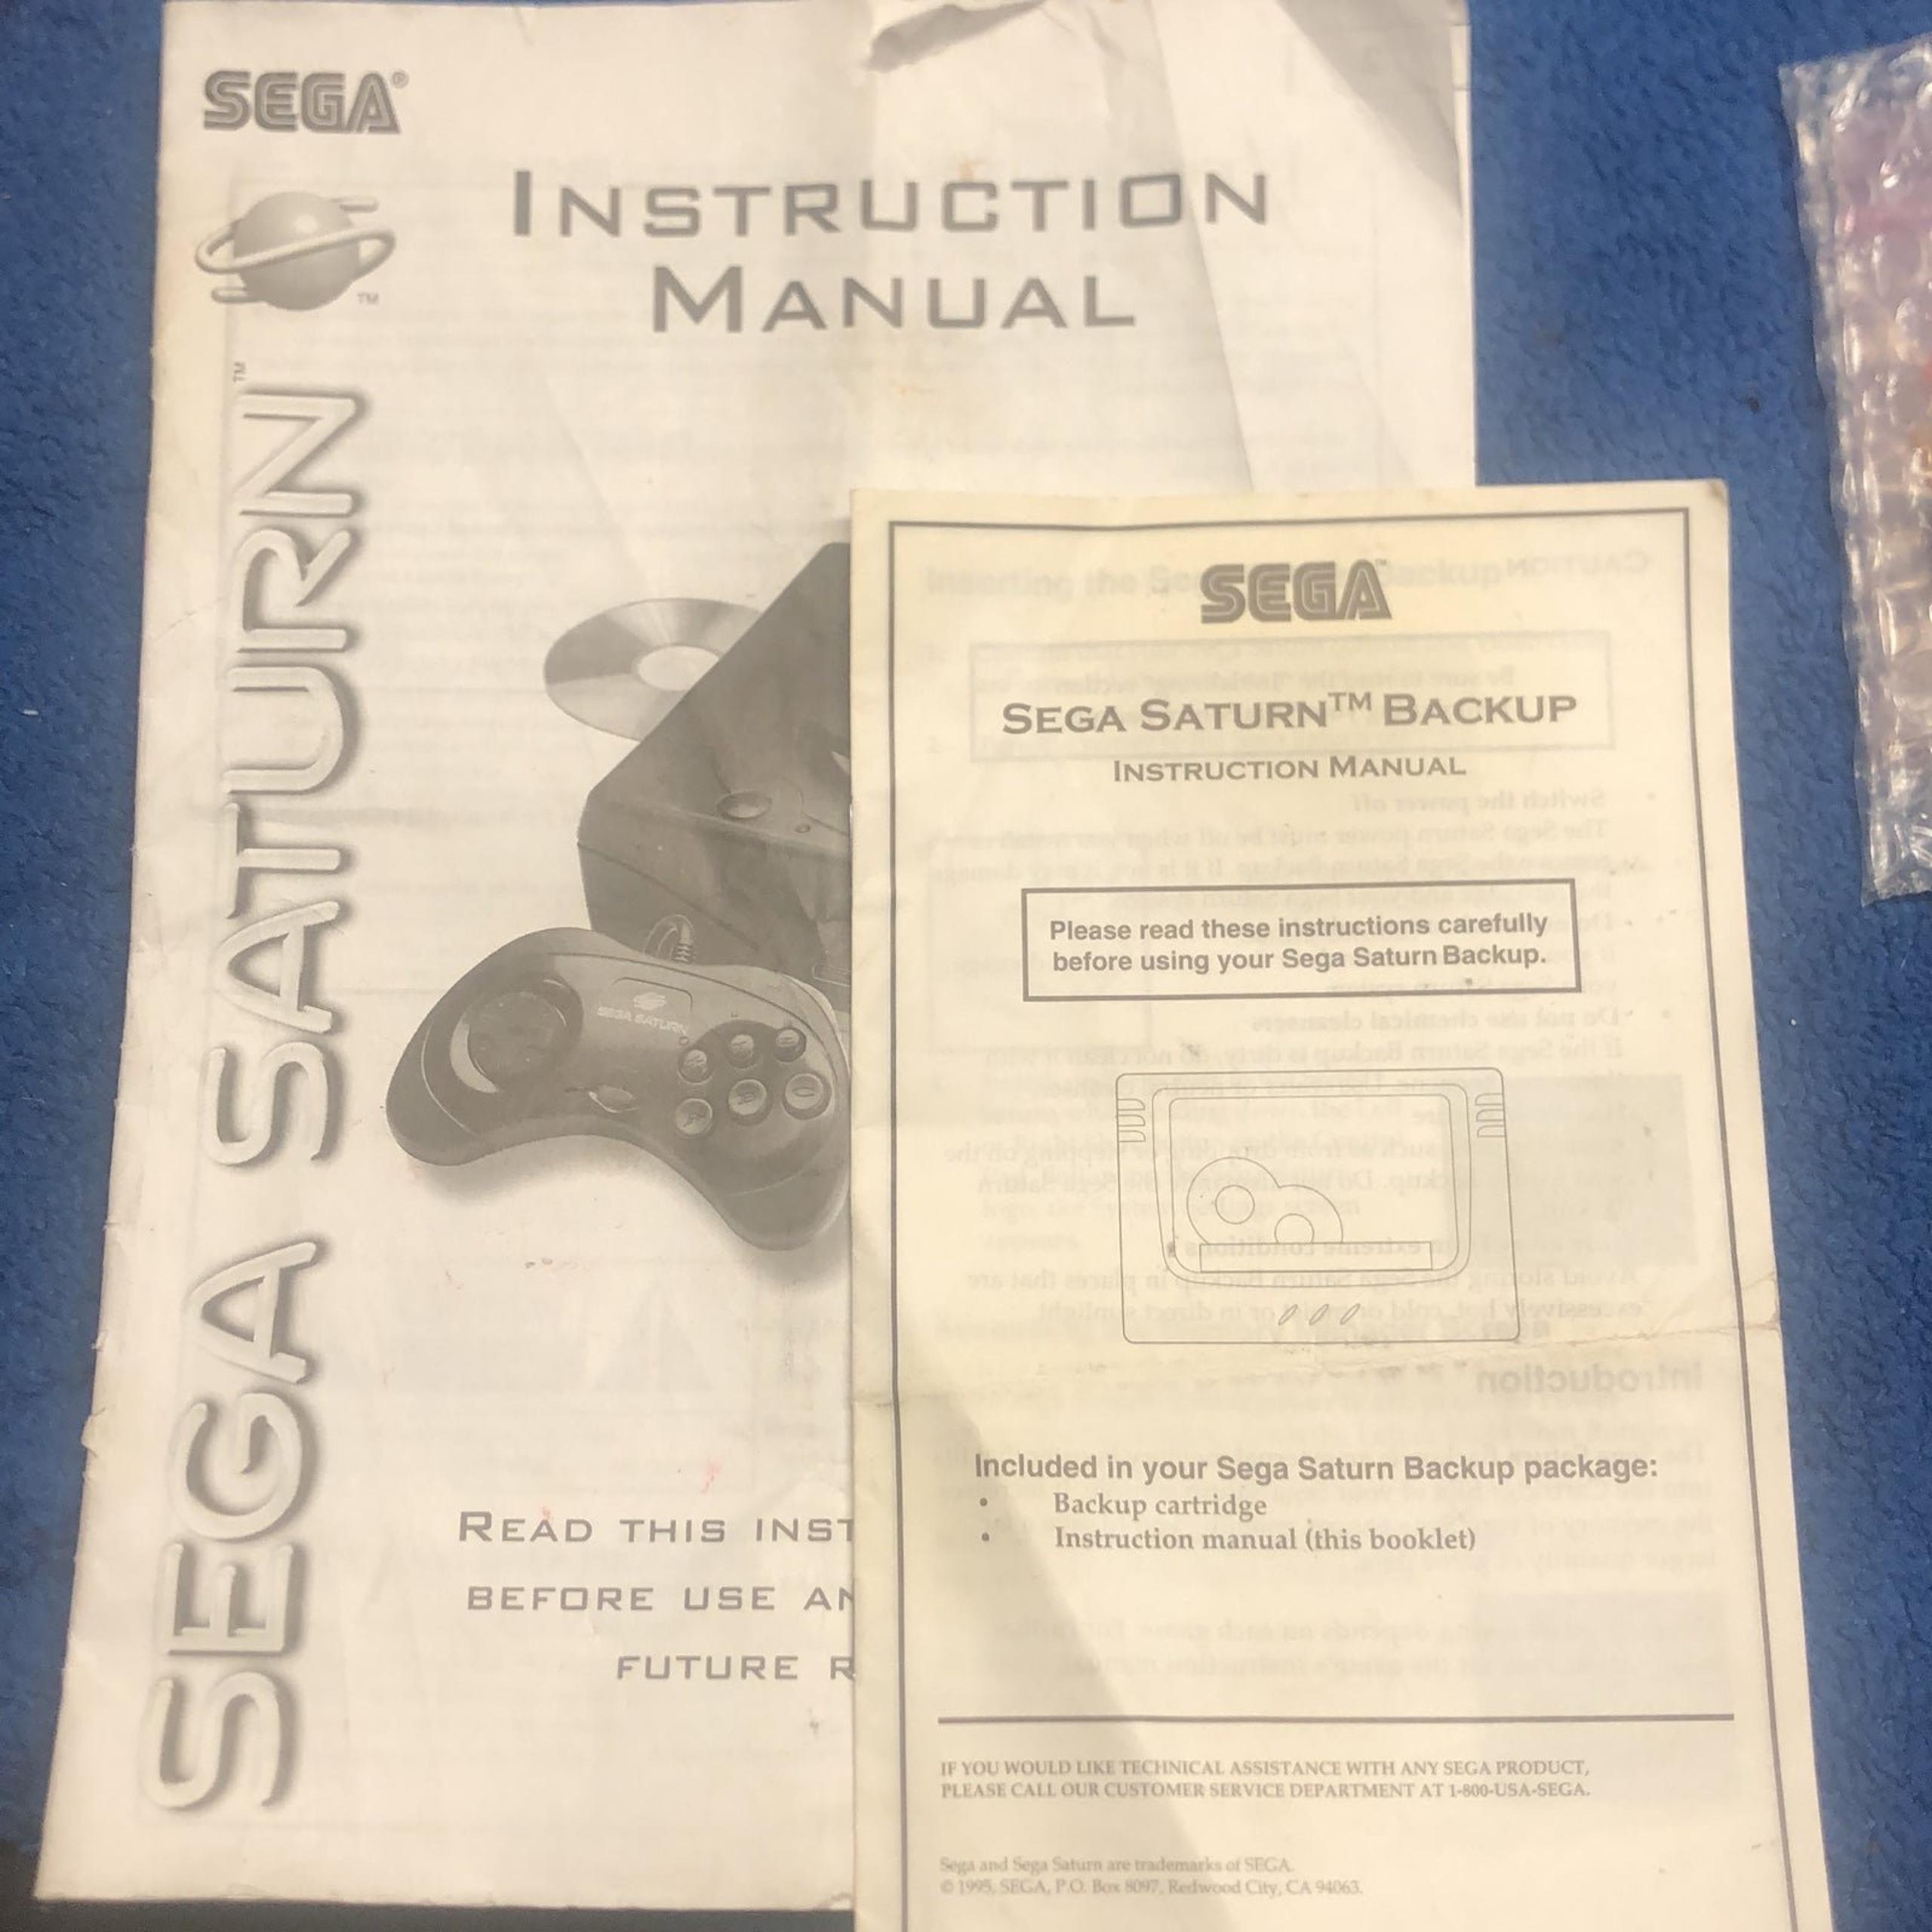 SEGA®
INSTRUCTION
MANUAL
TM
SEGA SATURN™
SEGA SATURN
READ THIS INST
BEFORE USE AN
FUTURE R
SEGA
SEGA SATURN™ BACKUP
INSTRUCTION MANUAL
Please read these instructions carefully
before using your Sega Saturn Backup.
Included in your Sega Saturn Backup package:
• Backup cartridge
• Instruction manual (this booklet)
IF YOU WOULD LIKE TECHNICAL ASSISTANCE WITH ANY SEGA PRODUCT,
PLEASE CALL OUR CUSTOMER SERVICE DEPARTMENT AT 1-800-USA-SEGA.
Sega and Sega Saturn are trademarks of SEGA.
© 1995, SEGA, P.O. Box 8097, Redwood City, CA 94063.